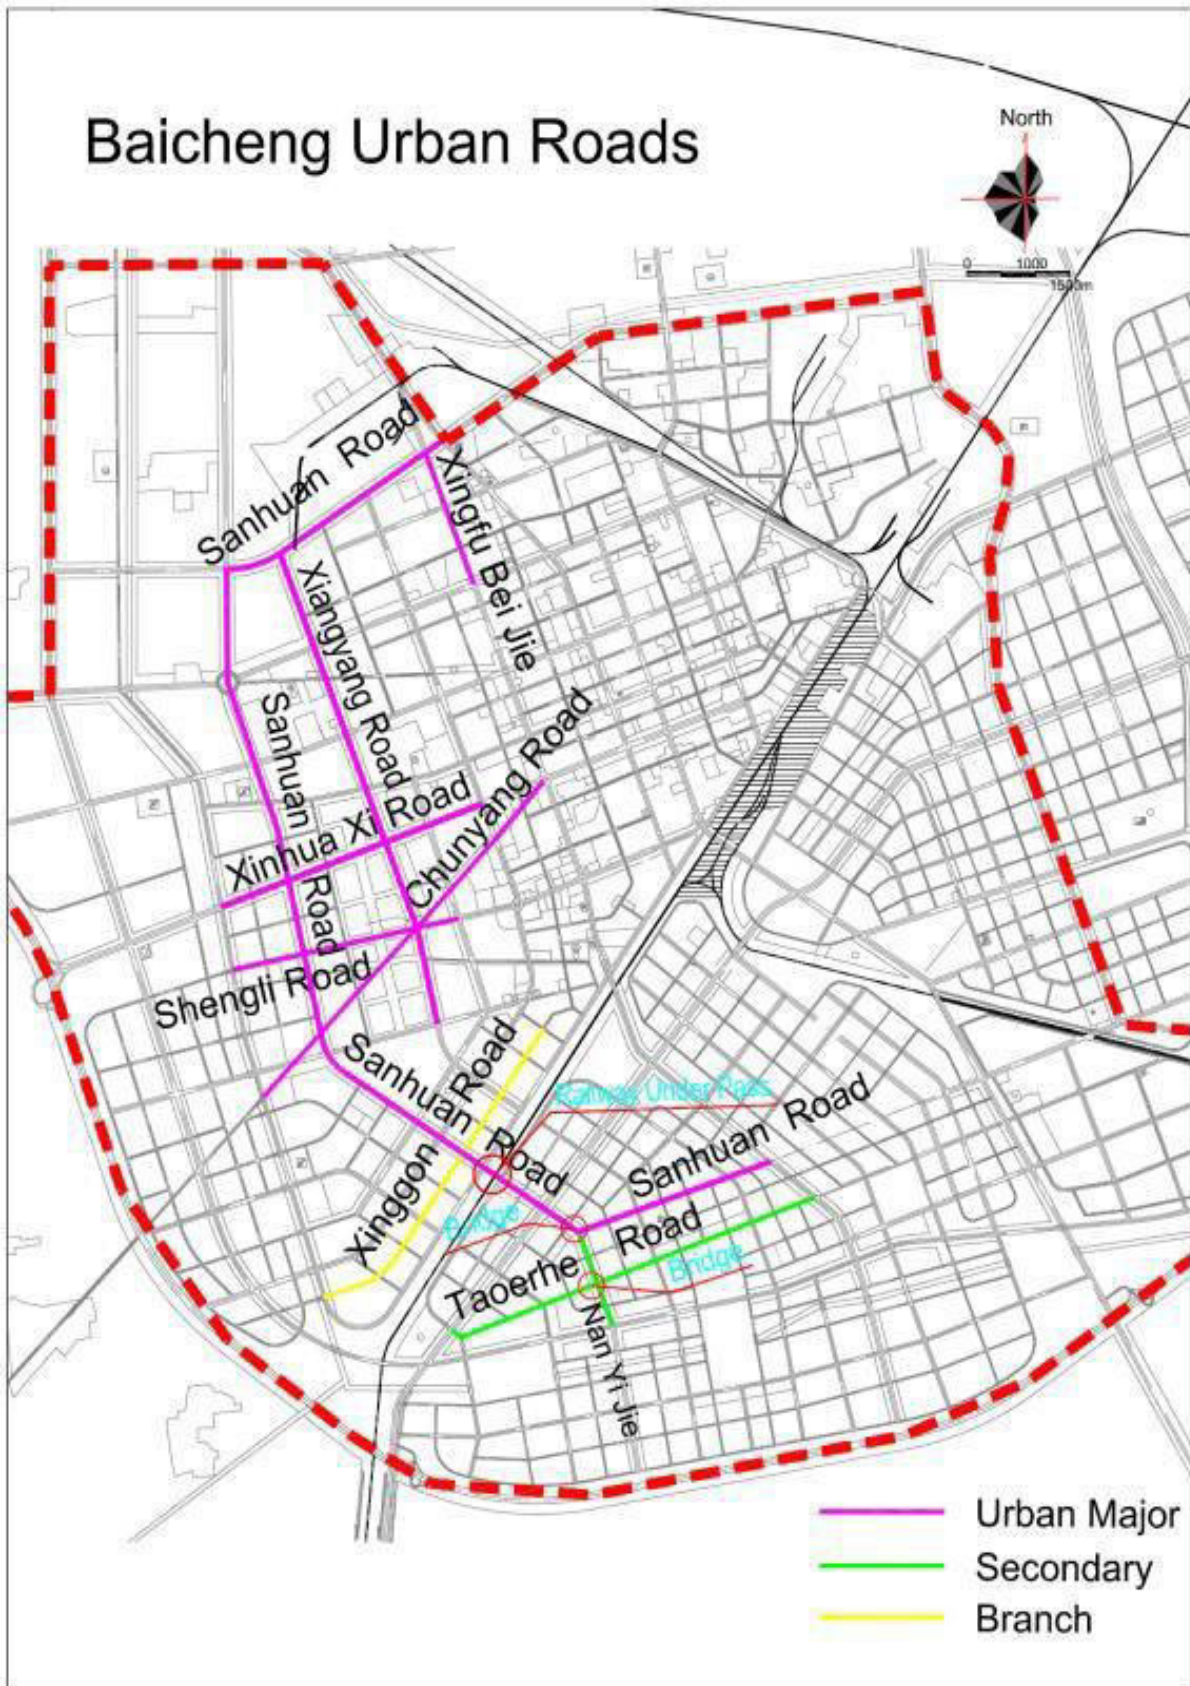 Baicheng Urban Roads
North
0 1000
1500m
Sanhuan Road
Xingfu Bei Jie
Xiangyang Road
Sanhuan Road
Chunyang Road
Xinhua Xi Road
Shengli Road
Sanhuan Road
Xinggon Road
Railway Under Pass
Sanhuan Road
Bridge
Taoerhe Road
Bridge
Nan Yi Jie
Urban Major
Secondary
Branch